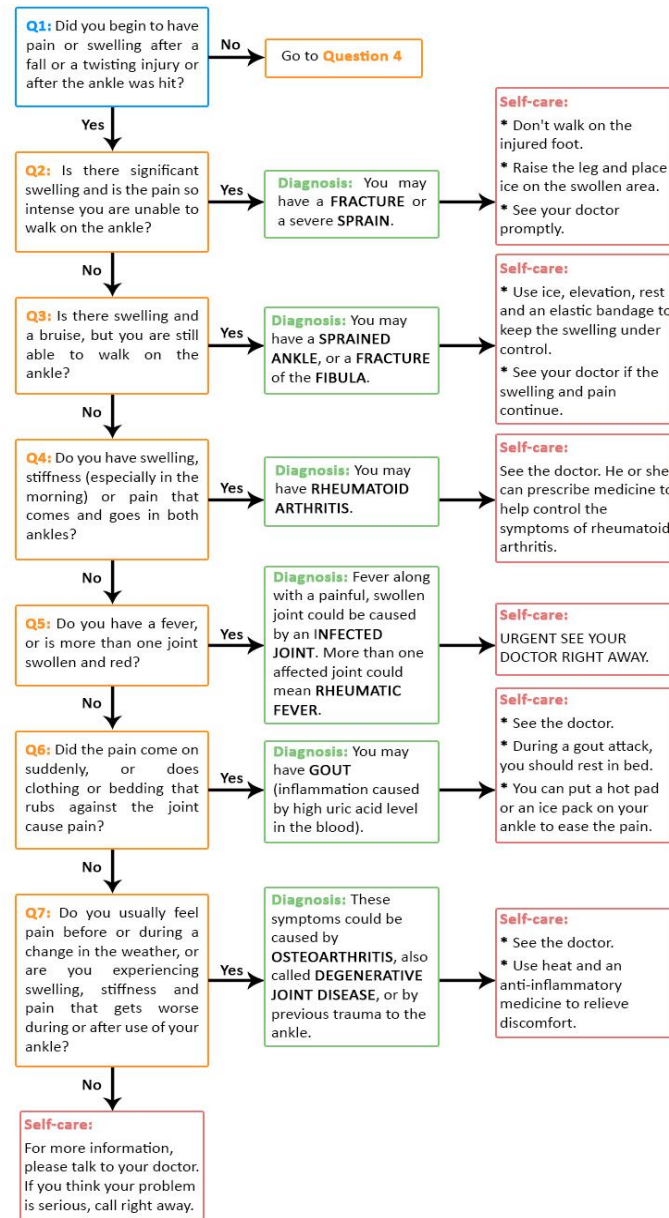 Q1: Did you begin to have
pain or swelling after a
fall or a twisting injury or
after the ankle was hit?
No
Go to Question 4
Yes
Q2: Is there significant
swelling and is the pain so
intense you are unable to
walk on the ankle?
Yes
Diagnosis: You may
have a FRACTURE or
a severe SPRAIN.
Self-care:
* Don't walk on the
injured foot.
* Raise the leg and place
ice on the swollen area.
* See your doctor
promptly.
No
Q3: Is there swelling and
a bruise, but you are still
able to walk on the
ankle?
Yes
Diagnosis: You may
have a SPRAINED
ANKLE, or a FRACTURE
of the FIBULA.
Self-care:
* Use ice, elevation, rest
and an elastic bandage to
keep the swelling under
control.
* See your doctor if the
swelling and pain
continue.
No
Q4: Do you have swelling,
stiffness (especially in the
morning) or pain that
comes and goes in both
ankles?
Yes
Diagnosis: You may
have RHEUMATOID
ARTHRITIS.
Self-care:
See the doctor. He or she
can prescribe medicine to
help control the
symptoms of rheumatoid
arthritis.
No
Q5: Do you have a fever,
or is more than one joint
swollen and red?
Yes
Diagnosis: Fever along
with a painful, swollen
joint could be caused
by an INFECTED
JOINT. More than one
affected joint could
mean RHEUMATIC
FEVER.
Self-care:
URGENT SEE YOUR
DOCTOR RIGHT AWAY.
No
Q6: Did the pain come on
suddenly, or does
clothing or bedding that
rubs against the joint
cause pain?
Yes
Diagnosis: You may
have GOUT
(inflammation caused
by high uric acid level
in the blood).
Self-care:
* See the doctor.
* During a gout attack,
you should rest in bed.
* You can put a hot pad
or an ice pack on your
ankle to ease the pain.
No
Q7: Do you usually feel
pain before or during a
change in the weather, or
are you experiencing
swelling, stiffness and
pain that gets worse
during or after use of your
ankle?
Yes
Diagnosis: These
symptoms could be
caused by
OSTEOARTHRITIS, also
called DEGENERATIVE
JOINT DISEASE, or by
previous trauma to the
ankle.
Self-care:
* See the doctor.
* Use heat and an
anti-inflammatory
medicine to relieve
discomfort.
No
Self-care:
For more information,
please talk to your doctor.
If you think your problem
is serious, call right away.